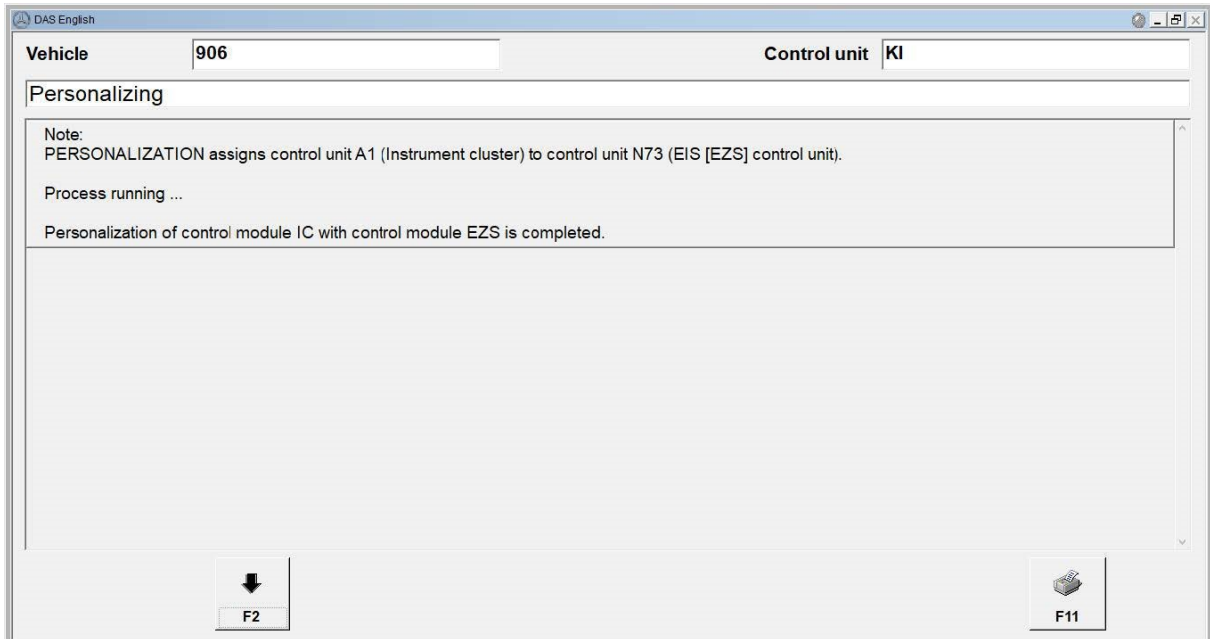 DAS English
Vehicle 906 Control unit KI
Personalizing
Note:
PERSONALIZATION assigns control unit A1 (Instrument cluster) to control unit N73 (EIS [EZS] control unit).
Process running ...
Personalization of control module IC with control module EZS is completed.
F2 F11